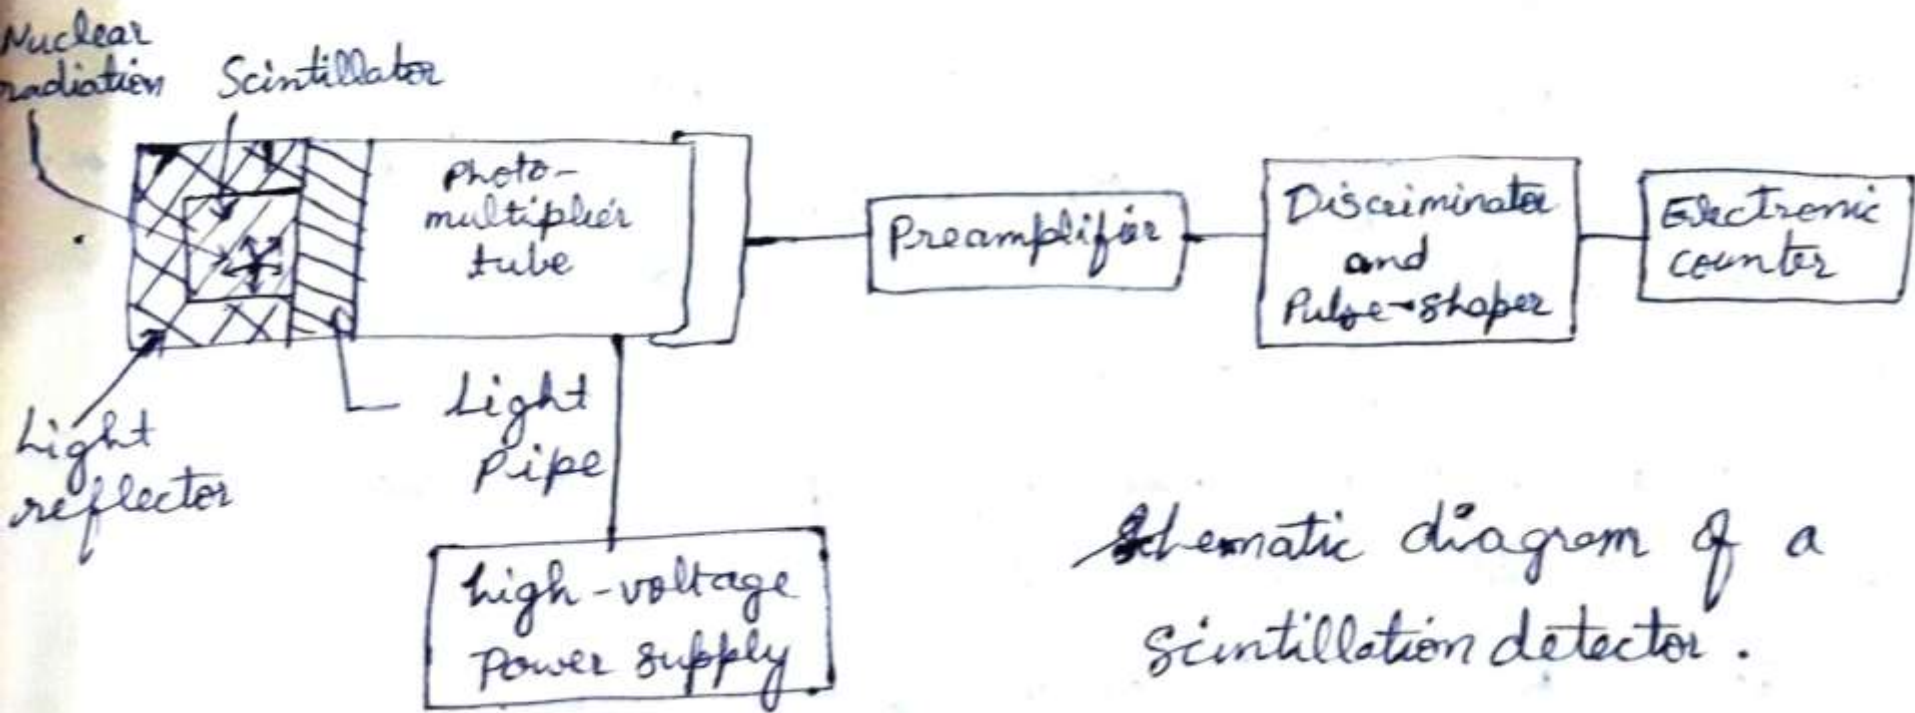 Nuclear
radiation
Scintillator
Photo-
multiplier
tube
Preamplifier
Discriminator
and
Pulse-shaper
Electronic
counter
Light
reflector
Light
Pipe
high-voltage
Power supply
Shematic diagram of a
Scintillation detector.